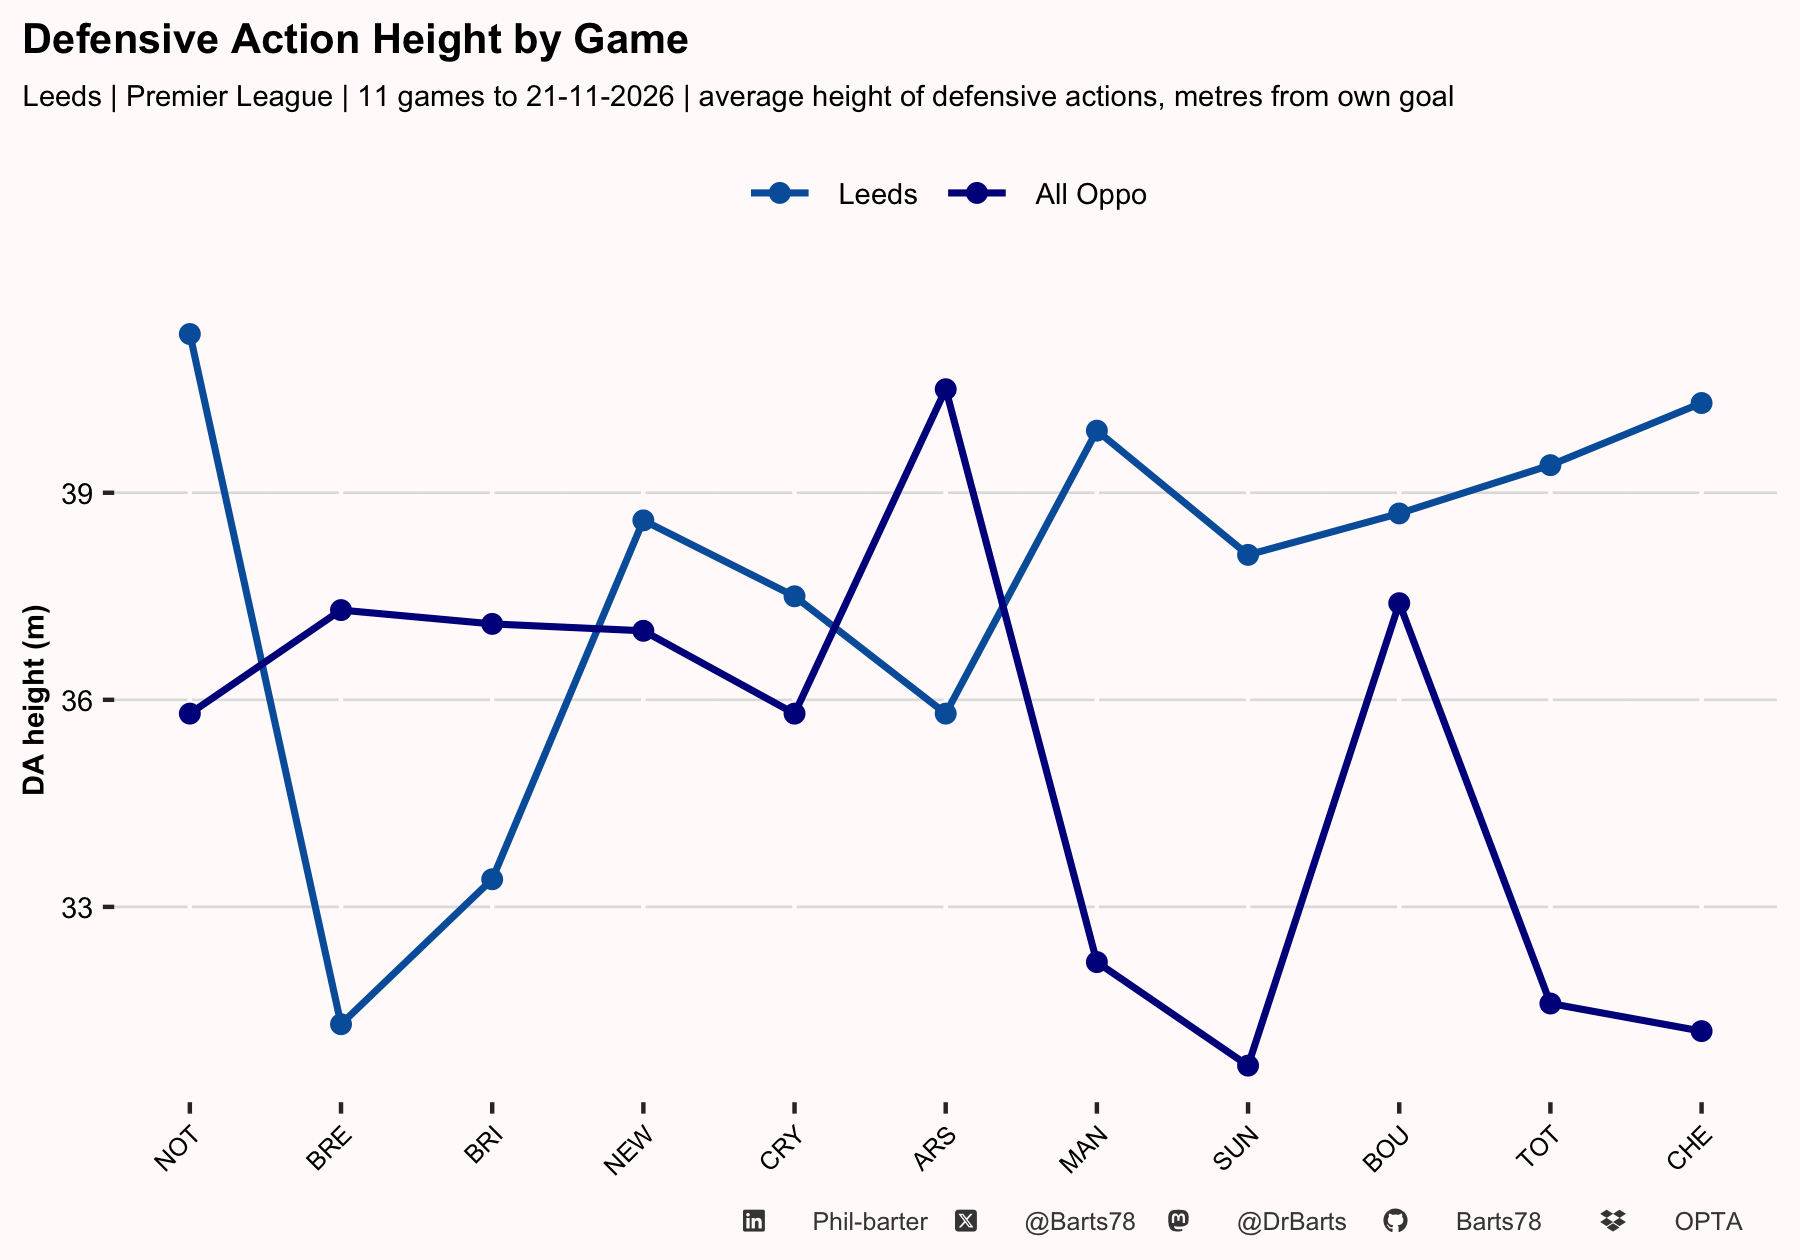 Defensive Action Height by Game
Leeds | Premier League | 11 games to 21-11-2026 | average height of defensive actions, metres from own goal
Leeds All Oppo
DA height (m)
39
36
33
NOT BRE BRI NEW CRY ARS MAN SUN BOU TOT CHE
Phil-barter @Barts78 @DrBarts Barts78 OPTA